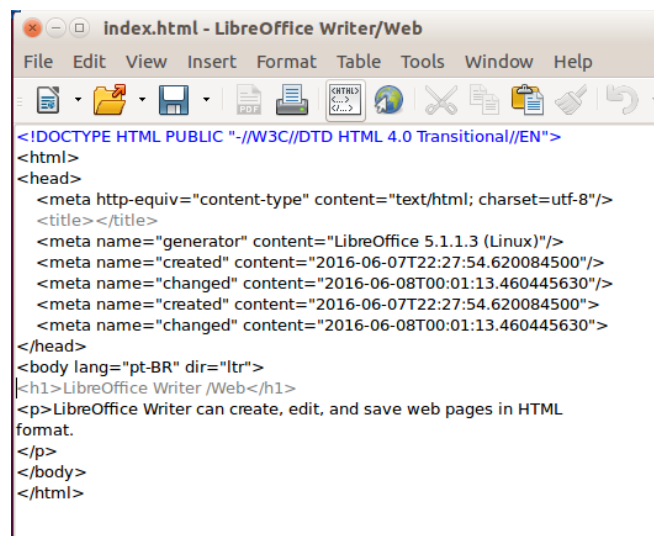 index.html - LibreOffice Writer/Web
File Edit View Insert Format Table Tools Window Help
<!DOCTYPE HTML PUBLIC "-//W3C//DTD HTML 4.0 Transitional//EN">
<html>
<head>
<meta http-equiv="content-type" content="text/html; charset=utf-8"/>
<title></title>
<meta name="generator" content="LibreOffice 5.1.1.3 (Linux)"/>
<meta name="created" content="2016-06-07T22:27:54.620084500"/>
<meta name="changed" content="2016-06-08T00:01:13.460445630"/>
<meta name="created" content="2016-06-07T22:27:54.620084500">
<meta name="changed" content="2016-06-08T00:01:13.460445630">
</head>
<body lang="pt-BR" dir="ltr">
<h1>LibreOffice Writer /Web</h1>
<p>LibreOffice Writer can create, edit, and save web pages in HTML
format.
</p>
</body>
</html>